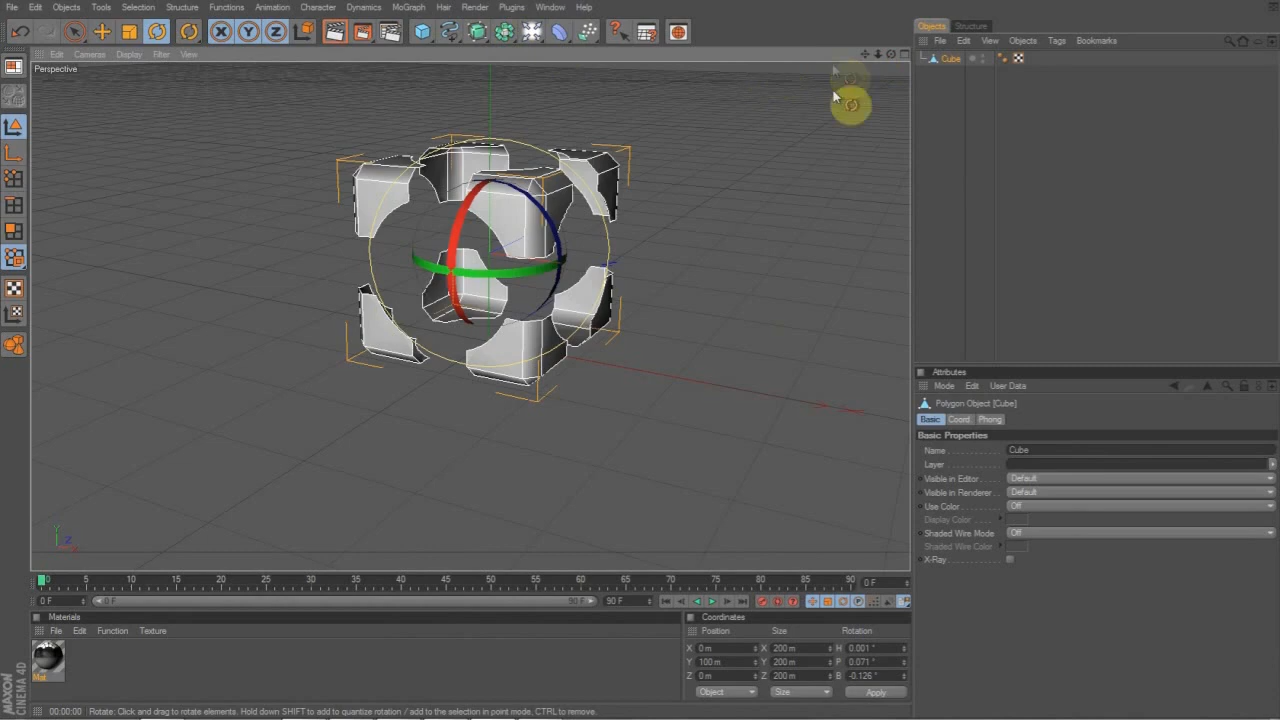 File Edit Objects Tools Selection Structure Functions Animation Character Dynamics MoGraph Hair Render Plugins Window Help
X Y Z
Edit Cameras Display Filter View
Perspective
Y
Z
X
Objects Structure
File Edit View Objects Tags Bookmarks
Cube
Attributes
Mode Edit User Data
Polygon Object [Cube]
Basic Coord. Phong
Basic Properties
Name Cube
Layer
Visible in Editor Default
Visible in Renderer Default
Use Color Off
Display Color
Shaded Wire Mode Off
Shaded Wire Color
X-Ray
0 5 10 15 20 25 30 35 40 45 50 55 60 65 70 75 80 85 90 0 F
0 F 0 F 90 F 90 F
Materials
File Edit Function Texture
Mat
Coordinates
Position Size Rotation
X 0 m X 200 m H 0.001 °
Y 100 m Y 200 m P 0.071 °
Z 0 m Z 200 m B -0.126 °
Object Size Apply
MAXON CINEMA 4D
00:00:00 Rotate: Click and drag to rotate elements. Hold down SHIFT to add to quantize rotation / add to the selection in point mode, CTRL to remove.